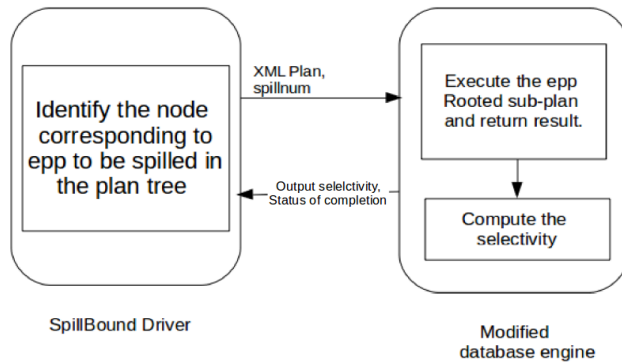 Identify the node
corresponding to
epp to be spilled in
the plan tree
XML Plan,
spillnum
Output selelctivity,
Status of completion
Execute the epp
Rooted sub-plan
and return result.
Compute the
selectivity
SpillBound Driver
Modified
database engine